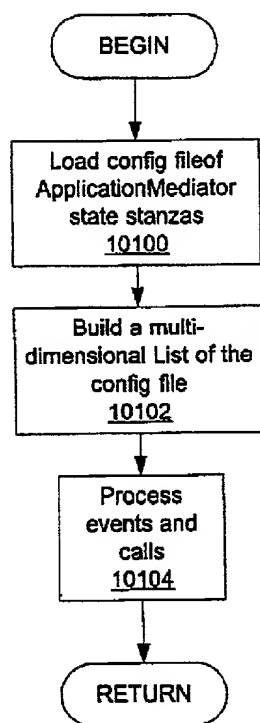 BEGIN
Load config fileof
ApplicationMediator
state stanzas
10100
Build a multi-
dimensional List of the
config file
10102
Process
events and
calls
10104
RETURN